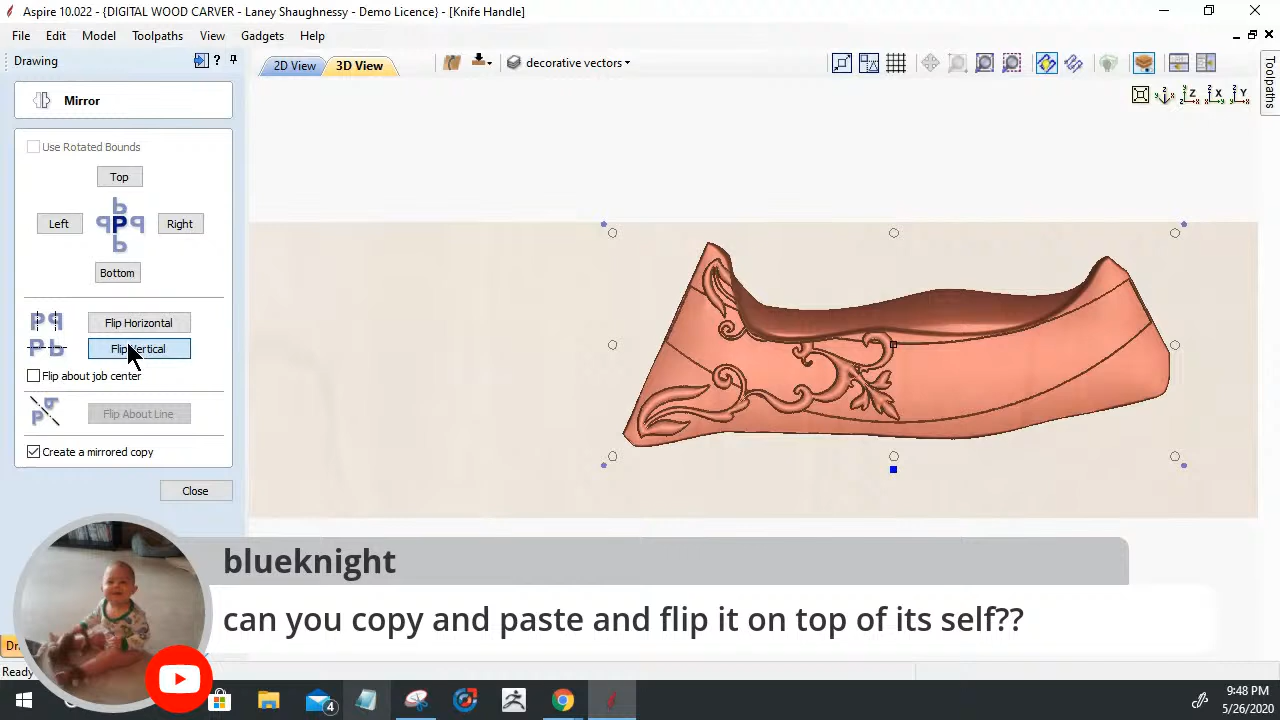 Aspire 10.022 - {DIGITAL WOOD CARVER - Laney Shaughnessy - Demo Licence} - [Knife Handle]
File Edit Model Toolpaths View Gadgets Help
Drawing
2D View 3D View decorative vectors
Toolpaths
Z X Y
Mirror
Use Rotated Bounds
Top
Left Right
Bottom
Flip Horizontal
Flip Vertical
Flip about job center
Flip About Line
Create a mirrored copy
Close
blueknight
can you copy and paste and flip it on top of its self??
Ready
4
9:48 PM
5/26/2020